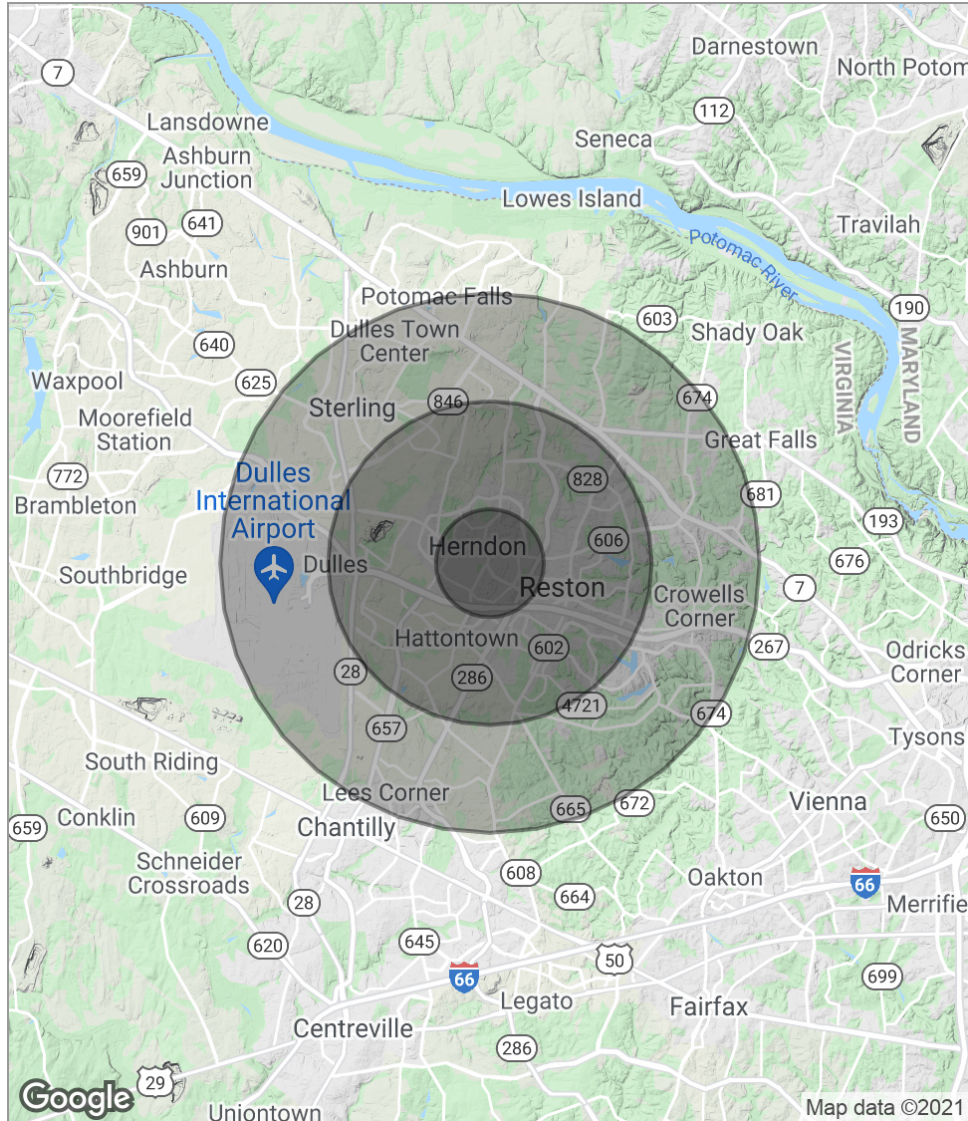 Darnestown
North Potom
7
112
Lansdowne
Seneca
Ashburn
Junction
659
Lowes Island
641
901
Travilah
Potomac River
Ashburn
190
Potomac Falls
603
Dulles Town
Center
Shady Oak
640
VIRGINIA
MARYLAND
Waxpool
625
674
846
Sterling
Moorefield
Station
Great Falls
772
Dulles
International
Airport
828
681
Brambleton
193
606
Herndon
676
Dulles
Southbridge
Reston
7
Crowells
Corner
Hattontown
602
267
Odricks
Corner
28
286
4721
674
657
Tysons
South Riding
Lees Corner
672
Vienna
665
659
Conklin
609
Chantilly
650
Schneider
Crossroads
608
Oakton
66
664
28
Merrifie
620
645
50
66
699
Legato
Fairfax
Centreville
286
29
Google
Uniontown
Map data ©2021